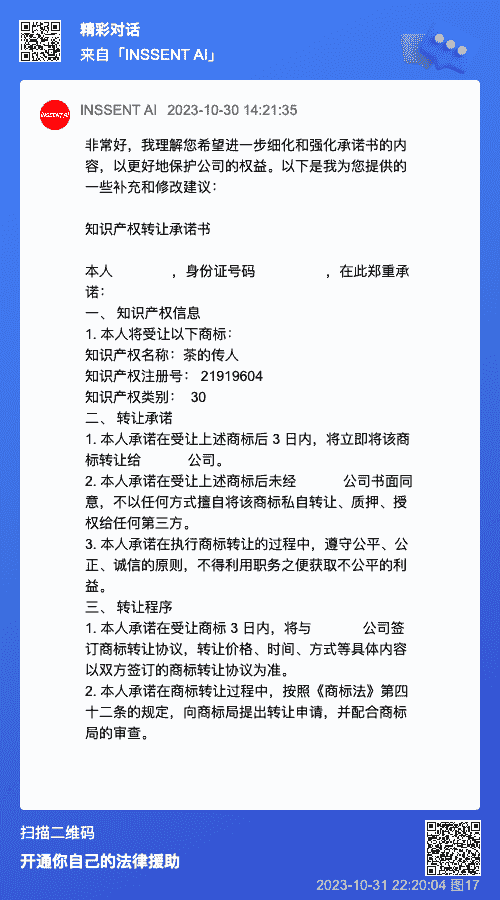 精彩对话
来自「INSSENT AI」
INSSENT AI
INSSENT AI 2023-10-30 14:21:35
非常好，我理解您希望进一步细化和强化承诺书的内
容，以更好地保护公司的权益。以下是我为您提供的
一些补充和修改建议：
知识产权转让承诺书
本人 ，身份证号码 ，在此郑重承
诺：
一、 知识产权信息
1. 本人将受让以下商标：
知识产权名称：茶的传人
知识产权注册号： 21919604
知识产权类别： 30
二、 转让承诺
1. 本人承诺在受让上述商标后 3 日内，将立即将该商
标转让给 公司。
2. 本人承诺在受让上述商标后未经 公司书面同
意，不以任何方式擅自将该商标私自转让、质押、授
权给任何第三方。
3. 本人承诺在执行商标转让的过程中，遵守公平、公
正、诚信的原则，不得利用职务之便获取不公平的利
益。
三、 转让程序
1. 本人承诺在受让商标 3 日内，将与 公司签
订商标转让协议，转让价格、时间、方式等具体内容
以双方签订的商标转让协议为准。
2. 本人承诺在商标转让过程中，按照《商标法》第四
十二条的规定，向商标局提出转让申请，并配合商标
局的审查。
扫描二维码
开通你自己的法律援助
2023-10-31 22:20:04 图17